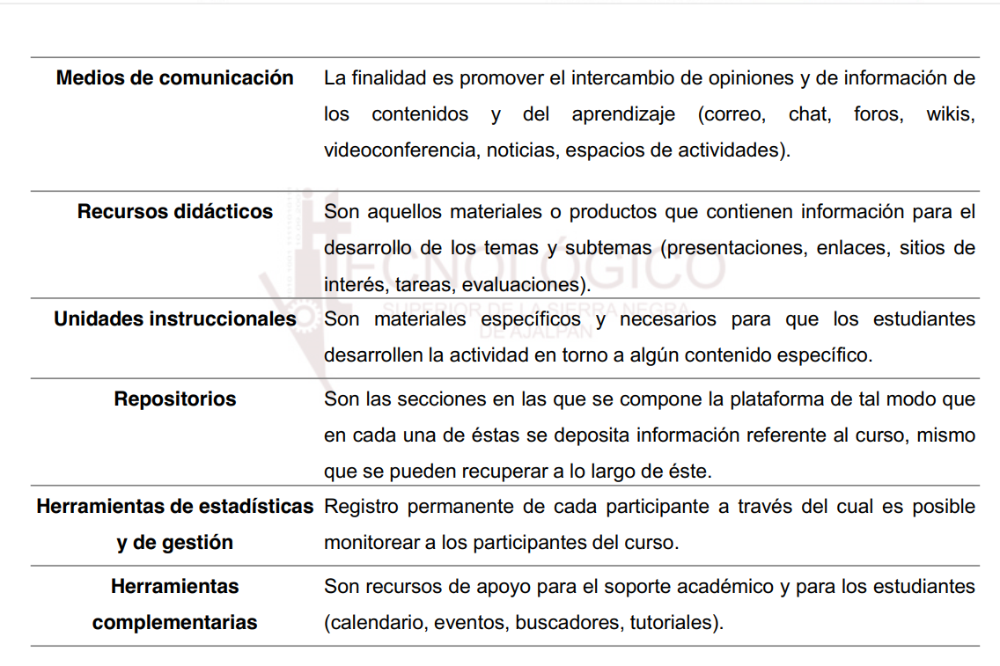 Medios de comunicación La finalidad es promover el intercambio de opiniones y de información de
los contenidos y del aprendizaje (correo, chat, foros, wikis,
videoconferencia, noticias, espacios de actividades).
Recursos didácticos Son aquellos materiales o productos que contienen información para el
desarrollo de los temas y subtemas (presentaciones, enlaces, sitios de
interés, tareas, evaluaciones).
TECNOLÓGICO
SUPERIOR DE LA SIERRA NEGRA
DE AJALPAN
Unidades instruccionales Son materiales específicos y necesarios para que los estudiantes
desarrollen la actividad en torno a algún contenido específico.
Repositorios Son las secciones en las que se compone la plataforma de tal modo que
en cada una de éstas se deposita información referente al curso, mismo
que se pueden recuperar a lo largo de éste.
Herramientas de estadísticas Registro permanente de cada participante a través del cual es posible
y de gestión monitorear a los participantes del curso.
Herramientas Son recursos de apoyo para el soporte académico y para los estudiantes
complementarias (calendario, eventos, buscadores, tutoriales).